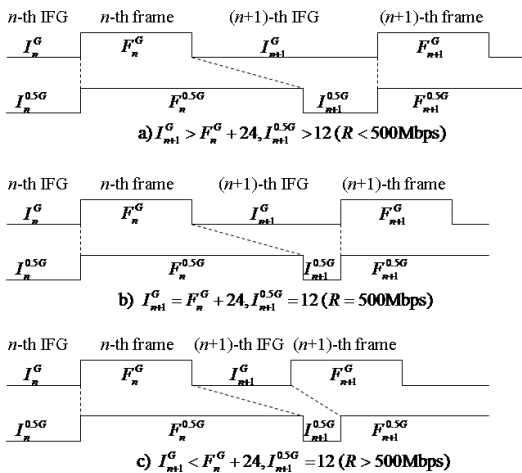 n-th IFG n-th frame (n+1)-th IFG (n+1)-th frame
I_n^G F_n^G I_{n+1}^G F_{n+1}^G
I_n^{0.5G} F_n^{0.5G} I_{n+1}^{0.5G} F_{n+1}^{0.5G}
a) I_{n+1}^G > F_n^G + 24, I_{n+1}^{0.5G} > 12 (R < 500Mbps)
n-th IFG n-th frame (n+1)-th IFG (n+1)-th frame
I_n^G F_n^G I_{n+1}^G F_{n+1}^G
I_n^{0.5G} F_n^{0.5G} I_{n+1}^{0.5G} F_{n+1}^{0.5G}
b) I_{n+1}^G = F_n^G + 24, I_{n+1}^{0.5G} = 12 (R = 500Mbps)
n-th IFG n-th frame (n+1)-th IFG (n+1)-th frame
I_n^G F_n^G I_{n+1}^G F_{n+1}^G
I_n^{0.5G} F_n^{0.5G} I_{n+1}^{0.5G} F_{n+1}^{0.5G}
c) I_{n+1}^G < F_n^G + 24, I_{n+1}^{0.5G} = 12 (R > 500Mbps)